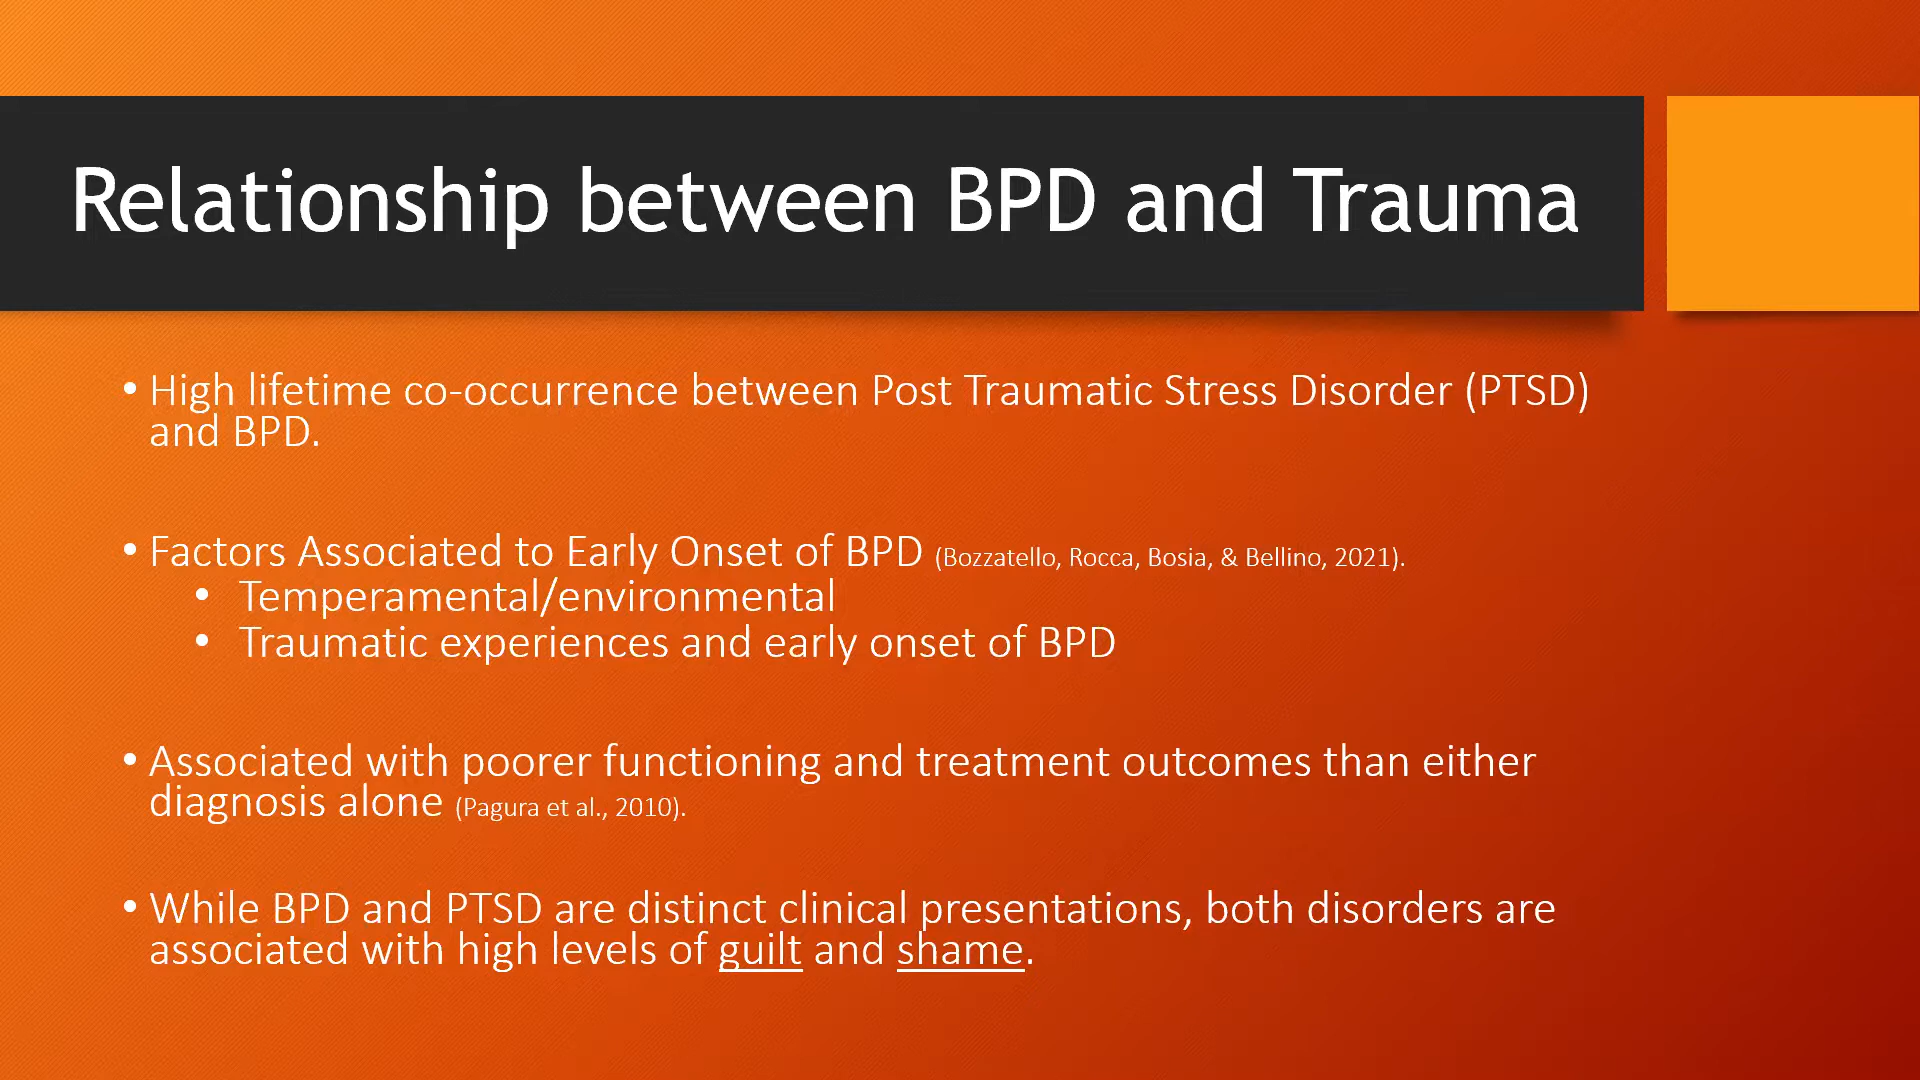 Relationship between BPD and Trauma
• High lifetime co-occurrence between Post Traumatic Stress Disorder (PTSD)
and BPD.
• Factors Associated to Early Onset of BPD (Bozzatello, Rocca, Bosia, & Bellino, 2021).
• Temperamental/environmental
• Traumatic experiences and early onset of BPD
• Associated with poorer functioning and treatment outcomes than either
diagnosis alone (Pagura et al., 2010).
• While BPD and PTSD are distinct clinical presentations, both disorders are
associated with high levels of guilt and shame.